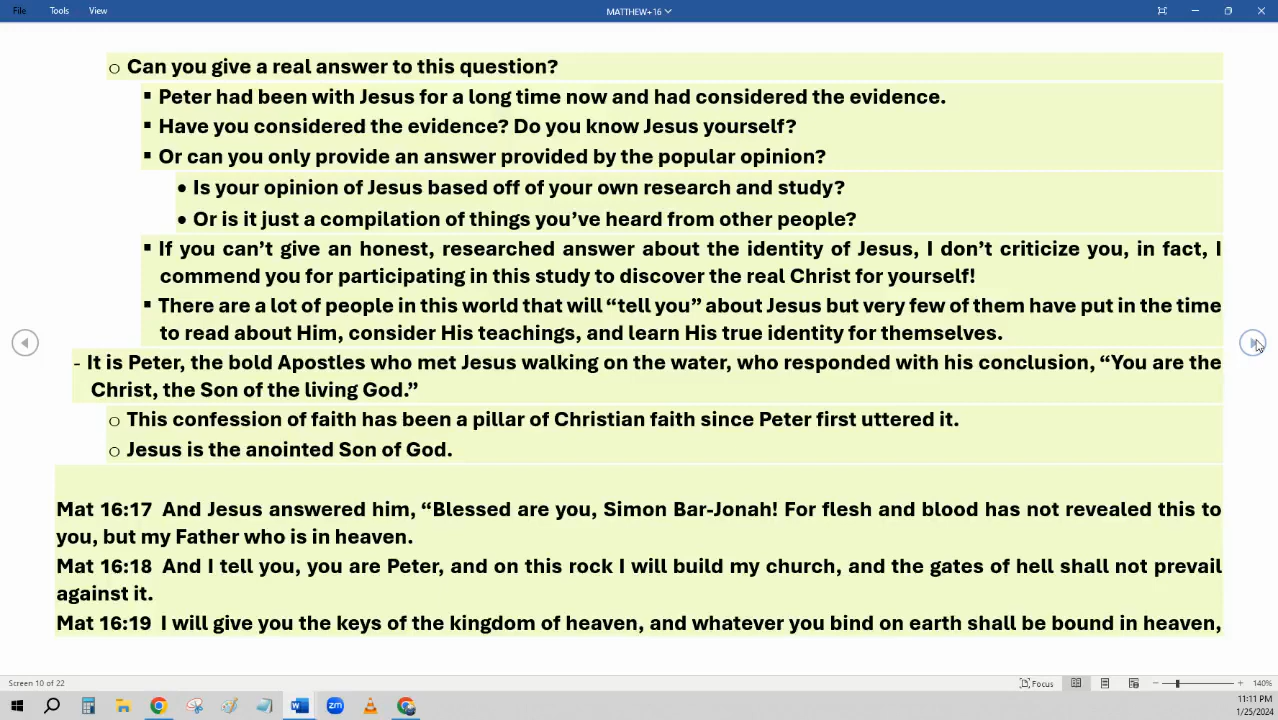 File Tools View MATTHEW+16
o Can you give a real answer to this question?
▪ Peter had been with Jesus for a long time now and had considered the evidence.
▪ Have you considered the evidence? Do you know Jesus yourself?
▪ Or can you only provide an answer provided by the popular opinion?
• Is your opinion of Jesus based off of your own research and study?
• Or is it just a compilation of things you’ve heard from other people?
▪ If you can’t give an honest, researched answer about the identity of Jesus, I don’t criticize you, in fact, I
commend you for participating in this study to discover the real Christ for yourself!
▪ There are a lot of people in this world that will “tell you” about Jesus but very few of them have put in the time
to read about Him, consider His teachings, and learn His true identity for themselves.
- It is Peter, the bold Apostles who met Jesus walking on the water, who responded with his conclusion, “You are the
Christ, the Son of the living God.”
o This confession of faith has been a pillar of Christian faith since Peter first uttered it.
o Jesus is the anointed Son of God.
Mat 16:17 And Jesus answered him, “Blessed are you, Simon Bar-Jonah! For flesh and blood has not revealed this to
you, but my Father who is in heaven.
Mat 16:18 And I tell you, you are Peter, and on this rock I will build my church, and the gates of hell shall not prevail
against it.
Mat 16:19 I will give you the keys of the kingdom of heaven, and whatever you bind on earth shall be bound in heaven,
Screen 10 of 22 Focus 140%
zm 11:11 PM
1/25/2024